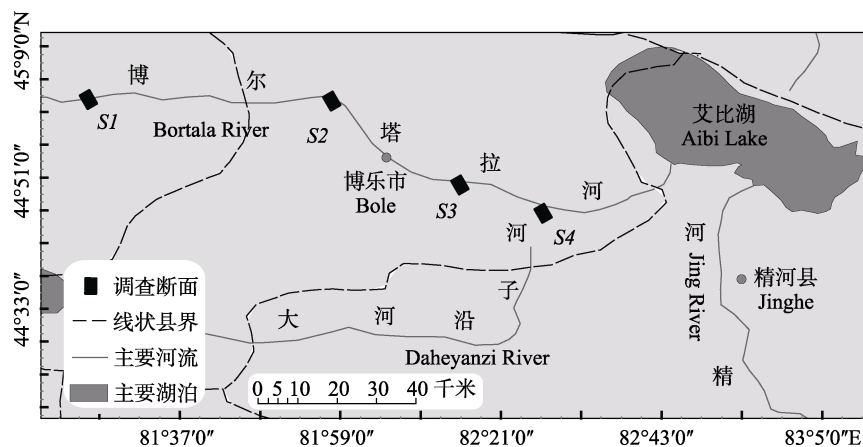 45°9′0″N
44°51′0″
44°33′0″
博 尔 塔 拉 河
Bortala River
S1
S2
S3
S4
博乐市
Bole
艾比湖
Aibi Lake
大 河 沿 子 河
Daheyanzi River
精 河
Jing River
精河县
Jinghe
调查断面
线状县界
主要河流
主要湖泊
0 5 10 20 30 40 千米
81°37′0″ 81°59′0″ 82°21′0″ 82°43′0″ 83°5′0″E